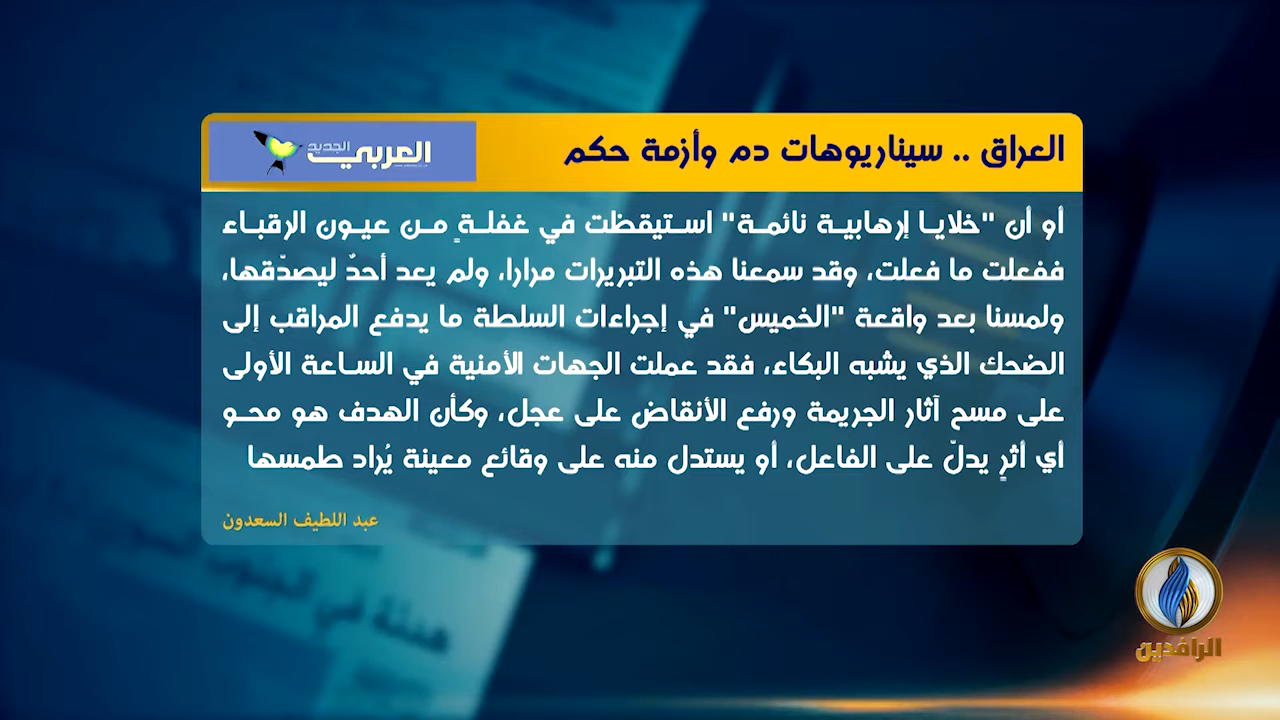 العراق .. سيناريوهات دم وأزمة حكم
العربي الجديد
أو أن "خلايا إرهابية نائمة" استيقظت في غفلةٍ من عيون الرقباء
ففعلت ما فعلت، وقد سمعنا هذه التبريرات مرارا، ولم يعد أحدٌ ليصدّقها،
ولمسنا بعد واقعة "الخميس" في إجراءات السلطة ما يدفع المراقب إلى
الضحك الذي يشبه البكاء، فقد عملت الجهات الأمنية في الساعة الأولى
على مسح آثار الجريمة ورفع الأنقاض على عجل، وكأن الهدف هو محو
أي أثرٍ يدلّ على الفاعل، أو يستدل منه على وقائع معينة يُراد طمسها
عبد اللطيف السعدون
هدنة في الجنوب
الرافدين